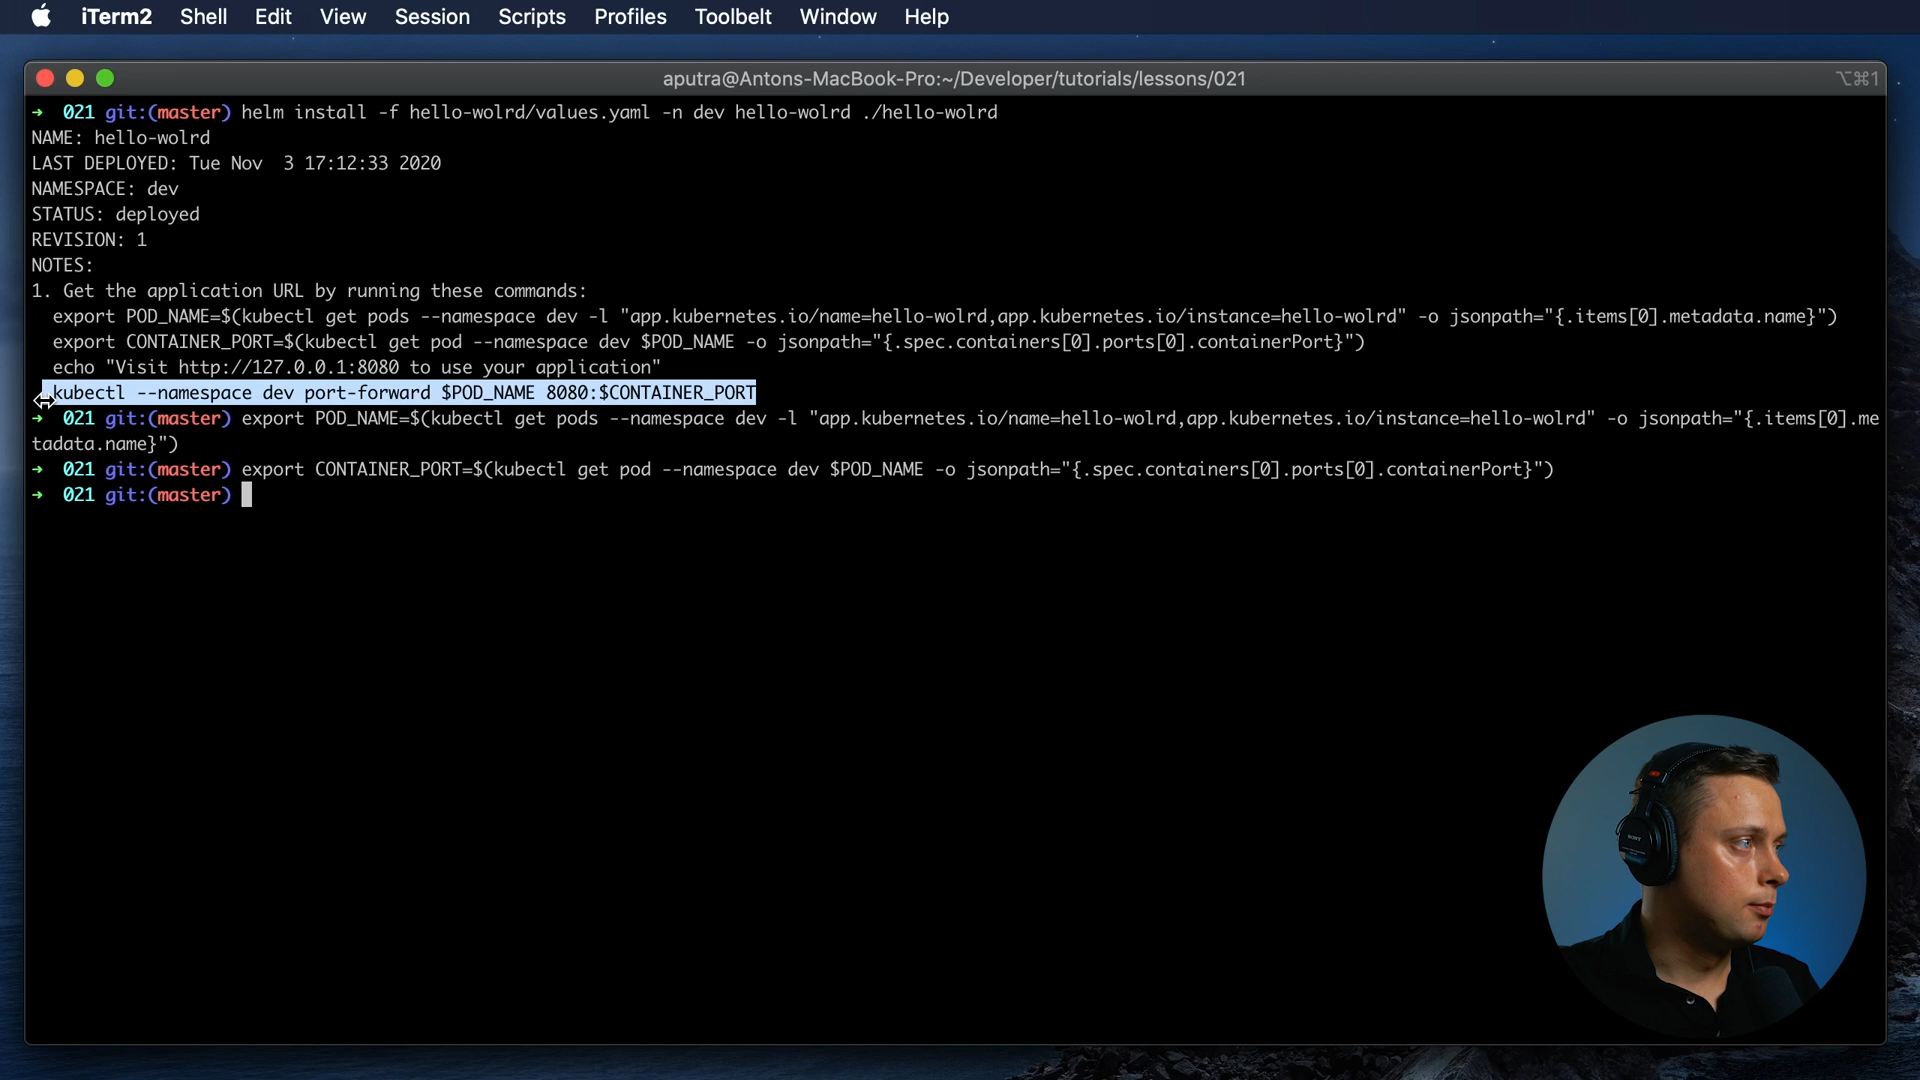 iTerm2 Shell Edit View Session Scripts Profiles Toolbelt Window Help
aputra@Antons-MacBook-Pro:~/Developer/tutorials/lessons/021 ⌥⌘1
➜ 021 git:(master) helm install -f hello-wolrd/values.yaml -n dev hello-wolrd ./hello-wolrd
NAME: hello-wolrd
LAST DEPLOYED: Tue Nov  3 17:12:33 2020
NAMESPACE: dev
STATUS: deployed
REVISION: 1
NOTES:
1. Get the application URL by running these commands:
  export POD_NAME=$(kubectl get pods --namespace dev -l "app.kubernetes.io/name=hello-wolrd,app.kubernetes.io/instance=hello-wolrd" -o jsonpath="{.items[0].metadata.name}")
  export CONTAINER_PORT=$(kubectl get pod --namespace dev $POD_NAME -o jsonpath="{.spec.containers[0].ports[0].containerPort}")
  echo "Visit http://127.0.0.1:8080 to use your application"
  kubectl --namespace dev port-forward $POD_NAME 8080:$CONTAINER_PORT
➜ 021 git:(master) export POD_NAME=$(kubectl get pods --namespace dev -l "app.kubernetes.io/name=hello-wolrd,app.kubernetes.io/instance=hello-wolrd" -o jsonpath="{.items[0].me
tadata.name}")
➜ 021 git:(master) export CONTAINER_PORT=$(kubectl get pod --namespace dev $POD_NAME -o jsonpath="{.spec.containers[0].ports[0].containerPort}")
➜ 021 git:(master)
SONY